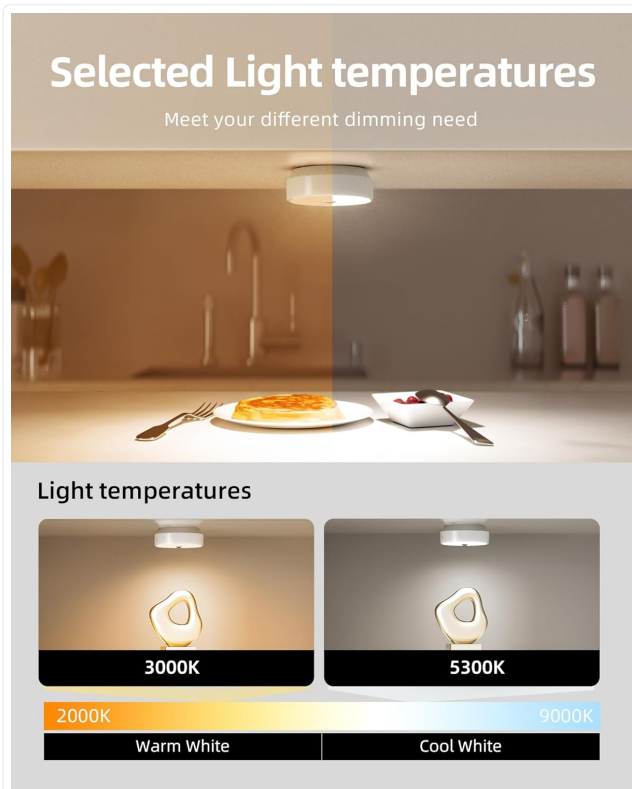 Selected Light temperatures
Meet your different dimming need
Light temperatures
3000K
5300K
2000K
9000K
Warm White
Cool White